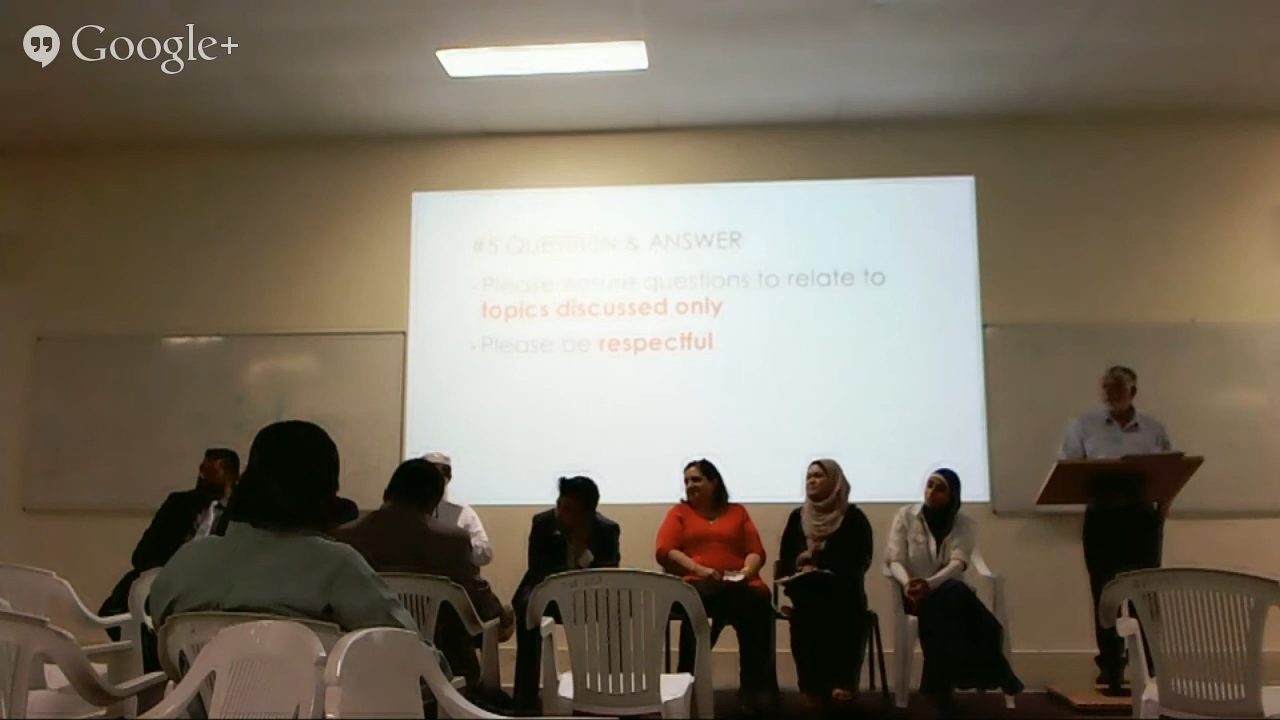 Google+
#5 QUESTION & ANSWER
- Please ensure questions to relate to
topics discussed only
- Please be respectful